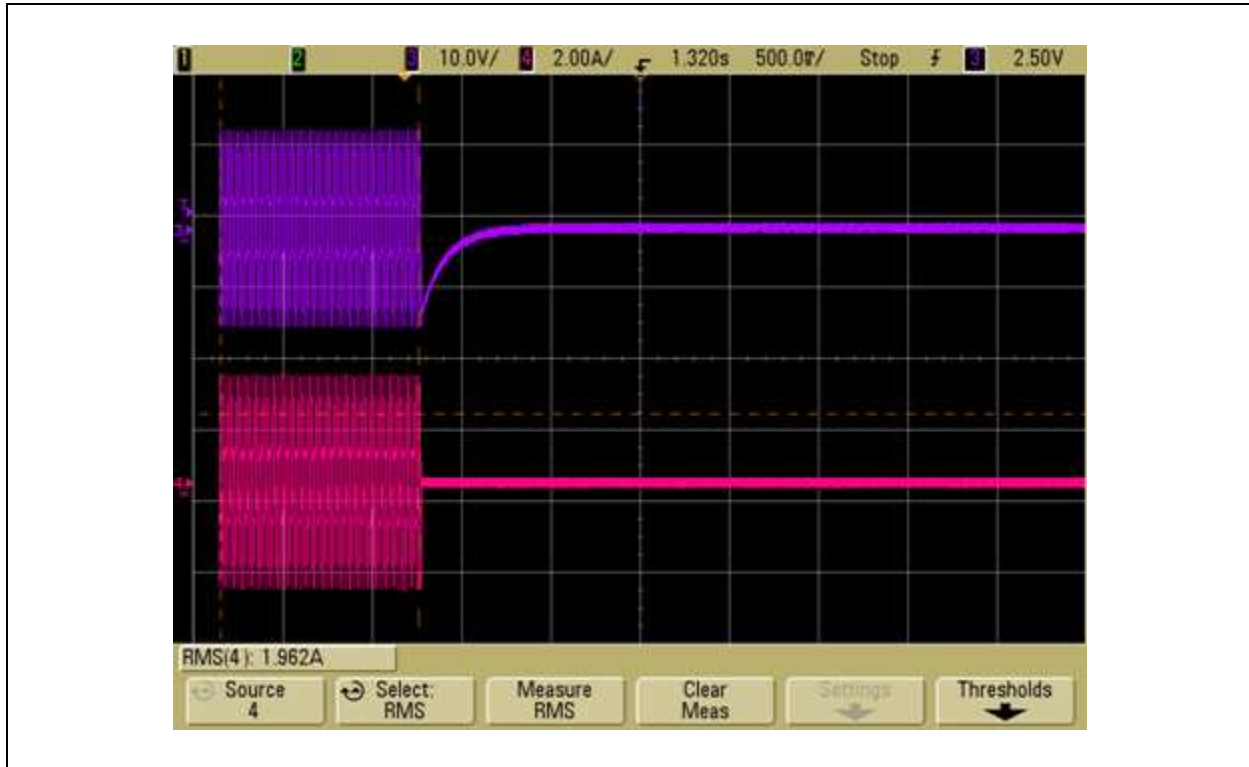 1 2 3 10.0V/ 4 2.00A/ 1.320s 500.0㎳/ Stop 3 2.50V
RMS(4): 1.962A
Source
4
Select:
RMS
Measure
RMS
Clear
Meas
Settings
Thresholds